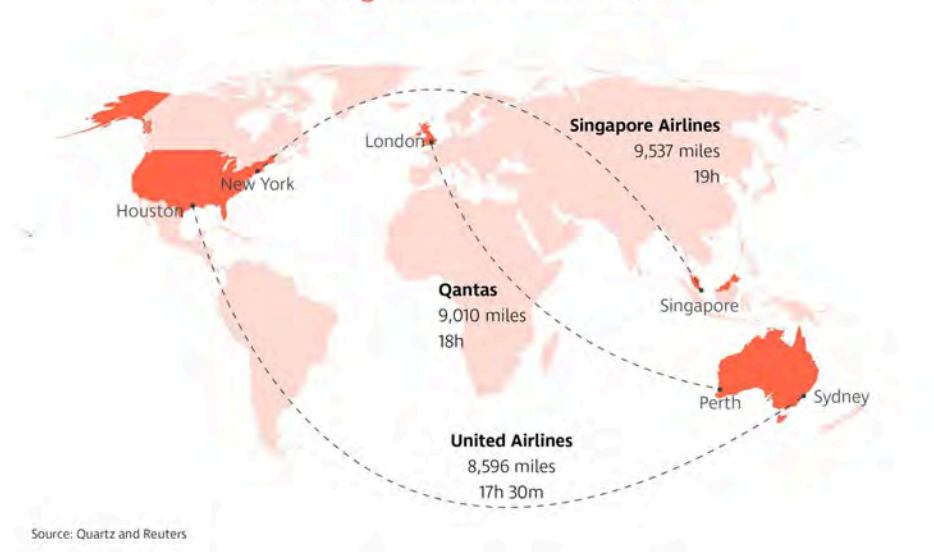 London
Singapore Airlines
9,537 miles
19h
New York
Houston
Qantas
9,010 miles
18h
Singapore
Perth
Sydney
United Airlines
8,596 miles
17h 30m
Source: Quartz and Reuters